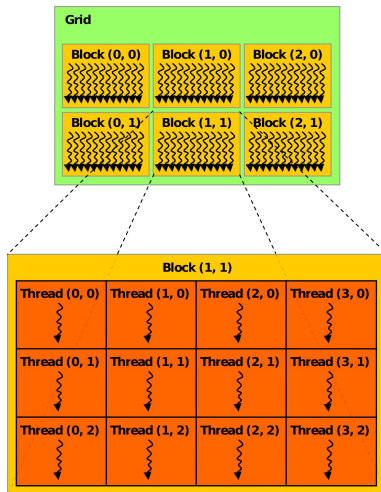 Grid
Block (0, 0) Block (1, 0) Block (2, 0)
Block (0, 1) Block (1, 1) Block (2, 1)
Block (1, 1)
Thread (0, 0) Thread (1, 0) Thread (2, 0) Thread (3, 0)
Thread (0, 1) Thread (1, 1) Thread (2, 1) Thread (3, 1)
Thread (0, 2) Thread (1, 2) Thread (2, 2) Thread (3, 2)